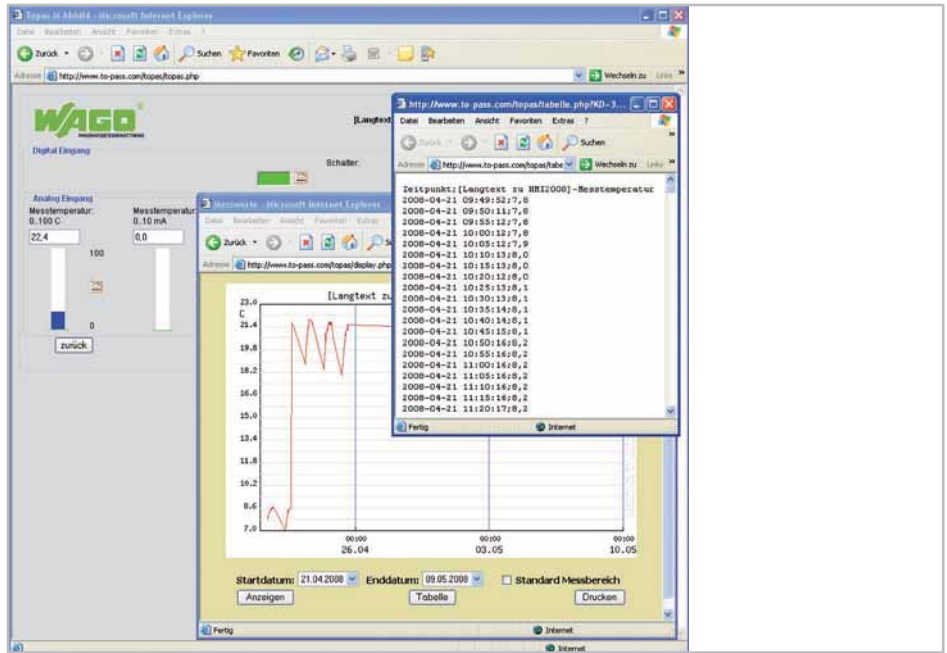 Topas II Abbild - Microsoft Internet Explorer
Datei Bearbeiten Ansicht Favoriten Extras ?
Zurück Suchen Favoriten
Adresse http://www.to-pass.com/topas/topas.php Wechseln zu Links »
WAGO
[Langtext
Digital Eingang
Schalter:
Analog Eingang
Messtemperatur: Messtemperatur
0..100 C 0..10 mA
22,4 0,0
100
0
zurück
Messwerte - Microsoft Internet Explorer
Datei Bearbeiten Ansicht Favoriten Extras ?
Zurück
Adresse http://www.to-pass.com/topas/display.php
[Langtext zu
23.0
C
21.4
19.8
18.2
16.6
15.0
13.4
11.8
10.2
8.6
7.0
00:00 00:00 00:00
26.04 03.05 10.05
Startdatum: 21.04.2008 Enddatum: 09.05.2008 Standard Messbereich
Anzeigen Tabelle Drucken
Fertig Internet
http://www.to-pass.com/topas/tabelle.php?KD-3...
Datei Bearbeiten Ansicht Favoriten Extras ?
Zurück Suchen »
Adresse http://www.to-pass.com/topas/tabe Wechseln zu Links »
Zeitpunkt;[Langtext zu HMI2008]-Messtemperatur
2008-04-21 09:49:52;7,8
2008-04-21 09:50:11;7,8
2008-04-21 09:55:12;7,8
2008-04-21 10:00:12;7,8
2008-04-21 10:05:12;7,9
2008-04-21 10:10:13;8,0
2008-04-21 10:15:13;8,0
2008-04-21 10:20:12;8,0
2008-04-21 10:25:13;8,1
2008-04-21 10:30:13;8,1
2008-04-21 10:35:14;8,1
2008-04-21 10:40:14;8,1
2008-04-21 10:45:15;8,1
2008-04-21 10:50:16;8,2
2008-04-21 10:55:16;8,2
2008-04-21 11:00:16;8,2
2008-04-21 11:05:16;8,2
2008-04-21 11:10:16;8,2
2008-04-21 11:15:16;8,2
2008-04-21 11:20:17;8,2
Fertig Internet
Internet